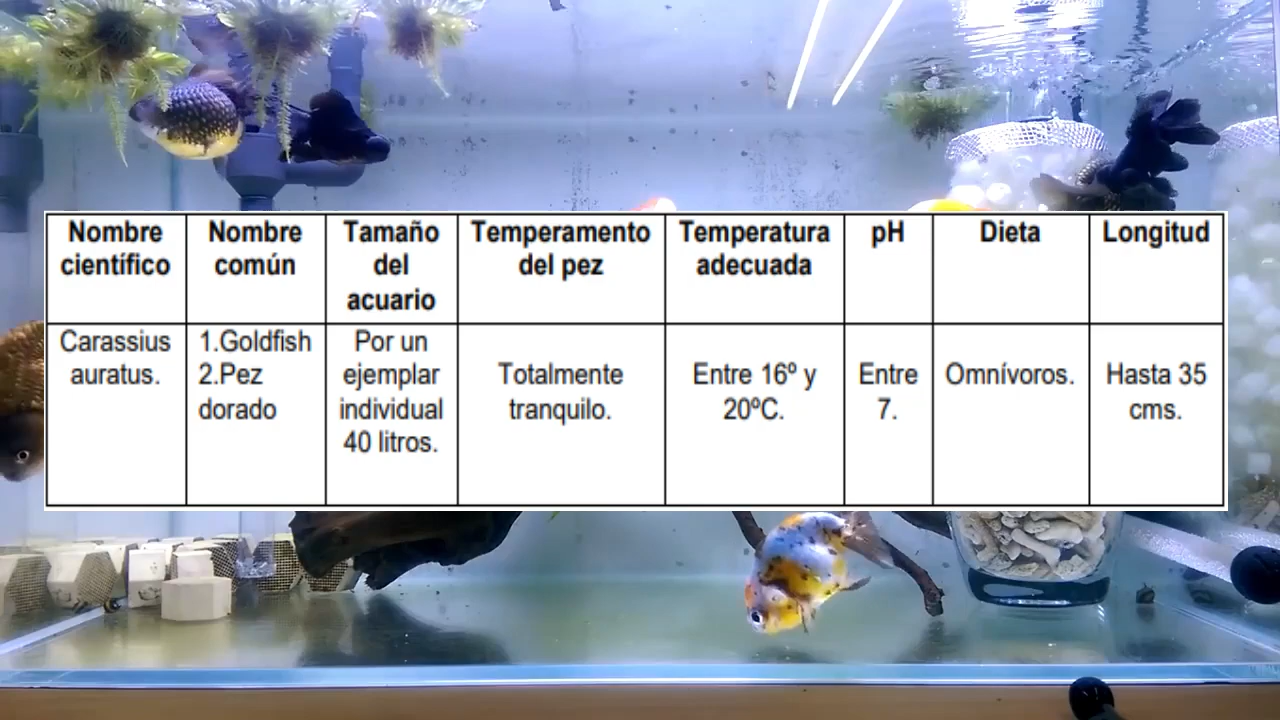 Nombre científico
Nombre común
Tamaño del acuario
Temperamento del pez
Temperatura adecuada
pH
Dieta
Longitud
Carassius auratus.
1.Goldfish
2.Pez dorado
Por un ejemplar individual 40 litros.
Totalmente tranquilo.
Entre 16º y 20ºC.
Entre 7.
Omnívoros.
Hasta 35 cms.